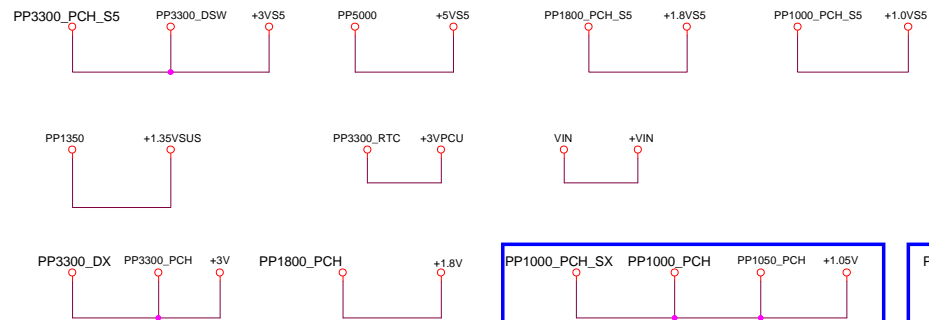 PP3300_PCH_S5 PP3300_DSW +3VS5 PP5000 +5VS5 PP1800_PCH_S5 +1.8VS5 PP1000_PCH_S5 +1.0VS5
PP1350 +1.35VSUS PP3300_RTC +3VPCU VIN +VIN
PP3300_DX PP3300_PCH +3V PP1800_PCH +1.8V PP1000_PCH_SX PP1000_PCH PP1050_PCH +1.05V